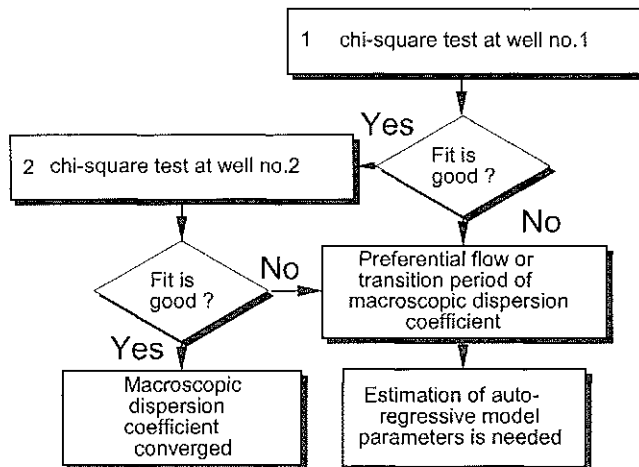 1 chi-square test at well no.1
Yes
Fit is
good ?
2 chi-square test at well no.2
No
Fit is
good ?
No
Preferential flow or
transition period of
macroscopic dispersion
coefficient
Yes
Macroscopic
dispersion
coefficient
converged
Estimation of auto-
regressive model
parameters is needed